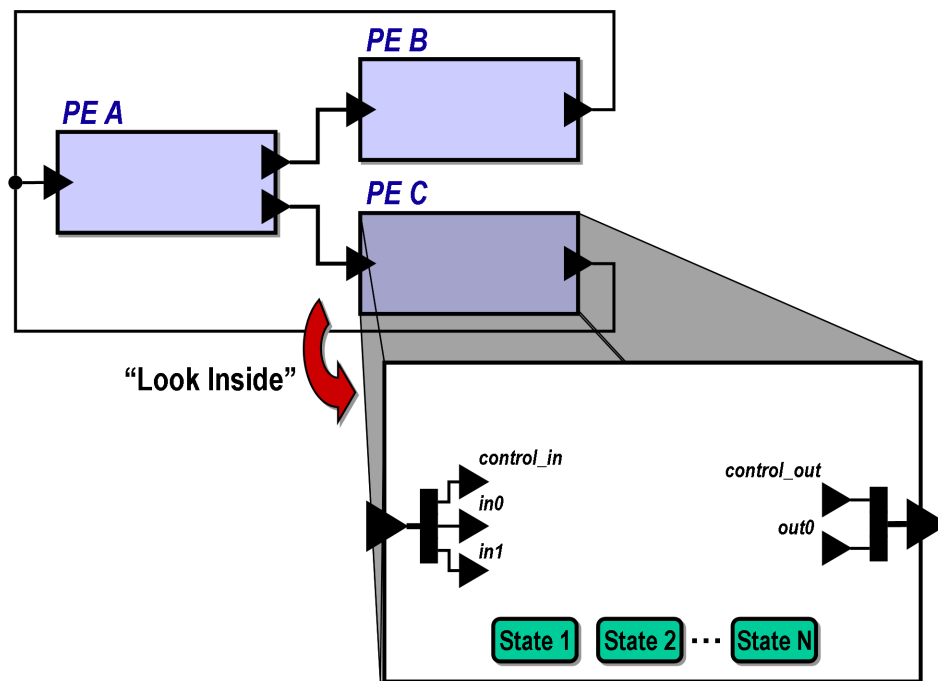 PE B
PE A
PE C
“Look Inside”
control_in
in0
in1
control_out
out0
State 1
State 2
...
State N